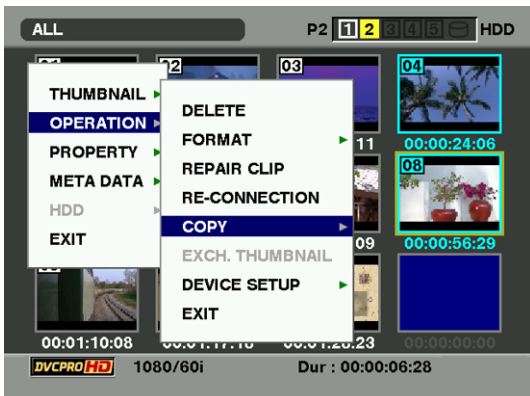 ALL P2 1 2 3 4 5 HDD
02 03 04
THUMBNAIL
OPERATION
PROPERTY
META DATA
HDD
EXIT
DELETE
FORMAT
REPAIR CLIP
RE-CONNECTION
COPY
EXCH. THUMBNAIL
DEVICE SETUP
EXIT
11 00:00:24:06
08
09 00:00:56:29
00:01:10:08 00:00:00:00
DVCPRO HD 1080/60i Dur : 00:00:06:28